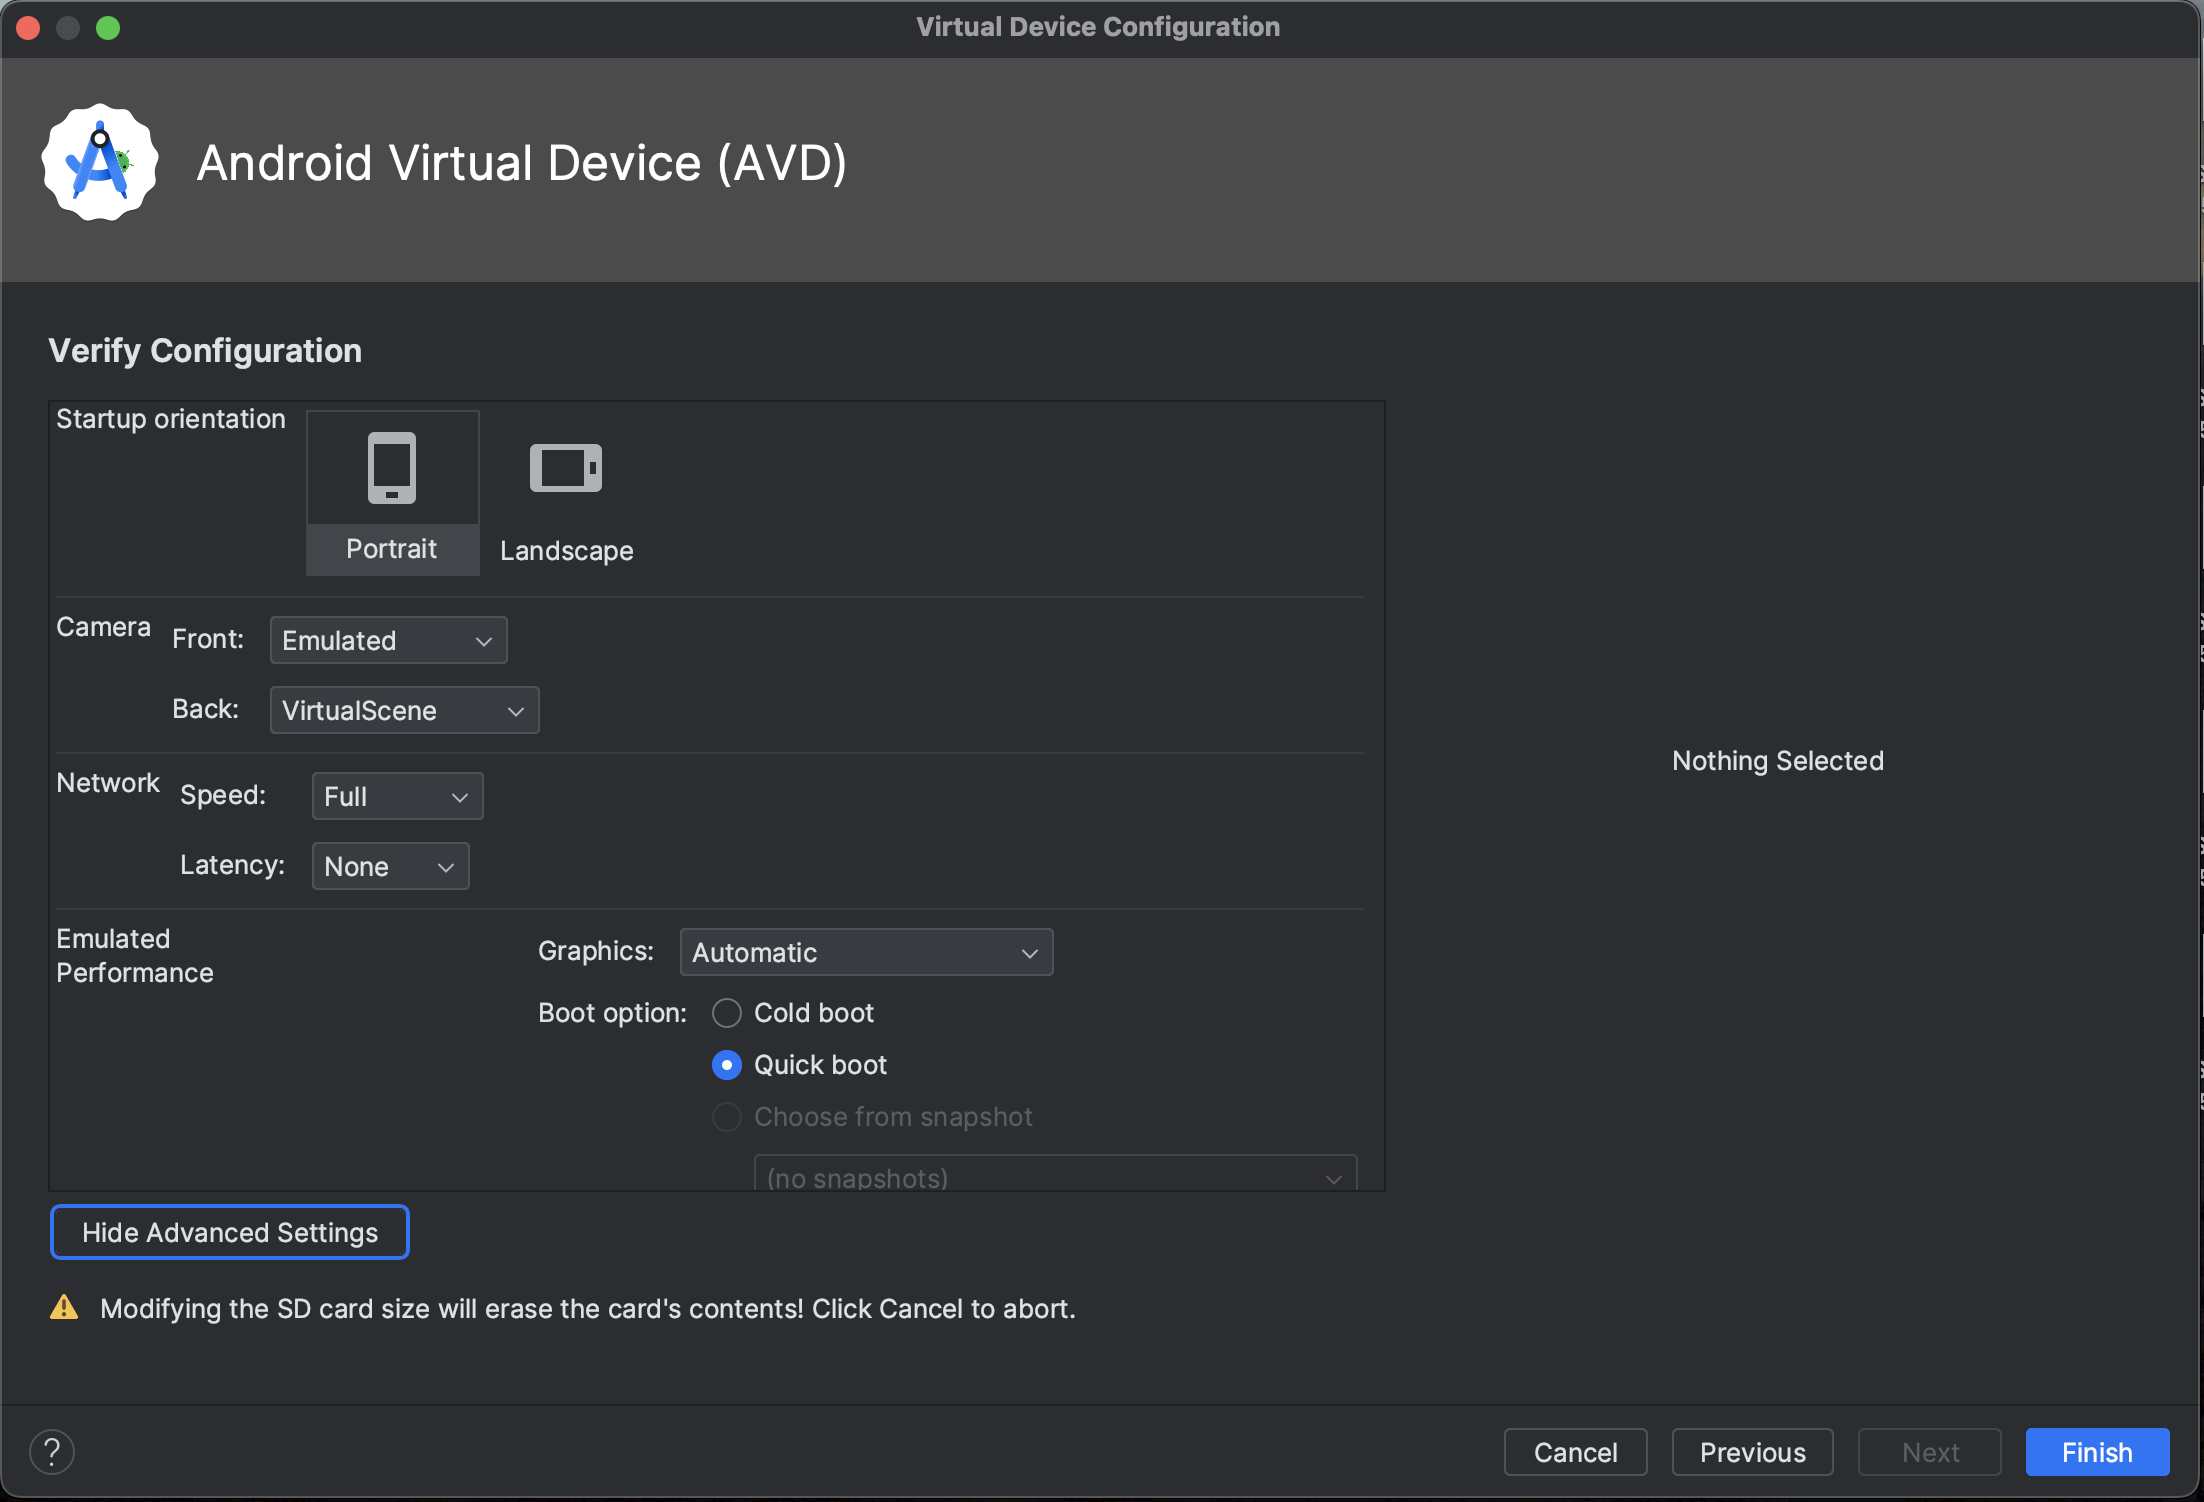 Virtual Device Configuration
Android Virtual Device (AVD)
Verify Configuration
Startup orientation
Portrait
Landscape
Camera
Front:
Emulated
Back:
VirtualScene
Network
Speed:
Full
Latency:
None
Emulated
Performance
Graphics:
Automatic
Boot option:
Cold boot
Quick boot
Choose from snapshot
(no snapshots)
Nothing Selected
Hide Advanced Settings
Modifying the SD card size will erase the card's contents! Click Cancel to abort.
?
Cancel
Previous
Next
Finish